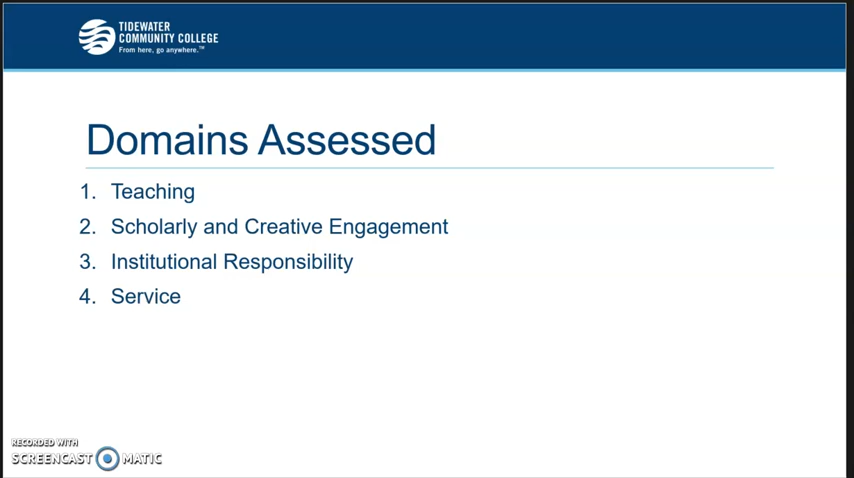 TIDEWATER
COMMUNITY COLLEGE
From here, go anywhere.™
Domains Assessed
1. Teaching
2. Scholarly and Creative Engagement
3. Institutional Responsibility
4. Service
RECORDED WITH
SCREENCAST MATIC